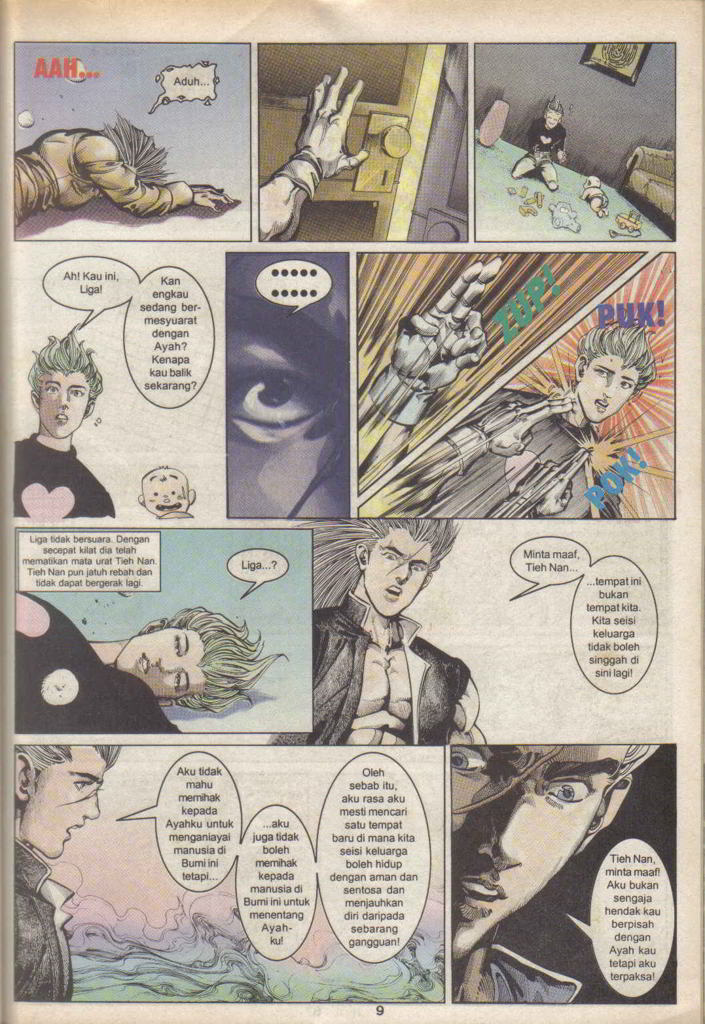 AAH...
Aduh...
Ah! Kau ini,
Liga!
Kan
engkau
sedang ber-
mesyuarat
dengan
Ayah?
Kenapa
kau balik
sekarang?
•••••
•••••
ZUP!
PUK!
POK!
Liga tidak bersuara. Dengan
secepat kilat dia telah
mematikan mata urat Tieh Nan.
Tieh Nan pun jatuh rebah dan
tidak dapat bergerak lagi.
Liga...?
Minta maaf,
Tieh Nan...
...tempat ini
bukan
tempat kita.
Kita seisi
keluarga
tidak boleh
singgah di
sini lagi!
Aku tidak
mahu
memihak
kepada
Ayahku untuk
menganiayai
manusia di
Bumi ini
tetapi...
...aku
juga tidak
boleh
memihak
kepada
manusia di
Bumi ini untuk
menentang
Ayah-
ku!
Oleh
sebab itu,
aku rasa aku
mesti mencari
satu tempat
baru di mana kita
seisi keluarga
boleh hidup
dengan aman dan
sentosa dan
menjauhkan
diri daripada
sebarang
gangguan!
Tieh Nan,
minta maaf!
Aku bukan
sengaja
hendak kau
berpisah
dengan
Ayah kau
tetapi aku
terpaksa!
9